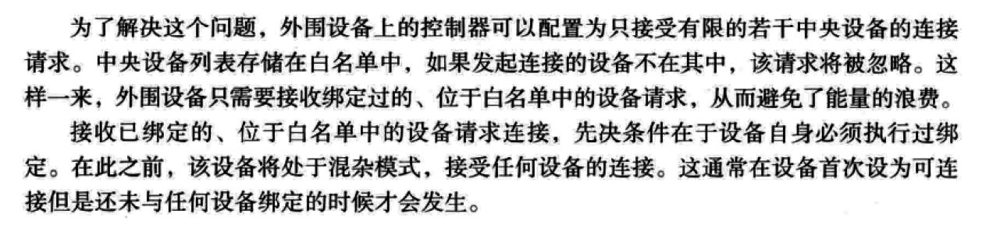 为了解决这个问题，外围设备上的控制器可以配置为只接受有限的若干中央设备的连接
请求。中央设备列表存储在白名单中，如果发起连接的设备不在其中，该请求将被忽略。这
样一来，外围设备只需要接收绑定过的、位于白名单中的设备请求，从而避免了能量的浪费。
接收已绑定的、位于白名单中的设备请求连接，先决条件在于设备自身必须执行过绑
定。在此之前，该设备将处于混杂模式，接受任何设备的连接。这通常在设备首次设为可连
接但是还未与任何设备绑定的时候才会发生。